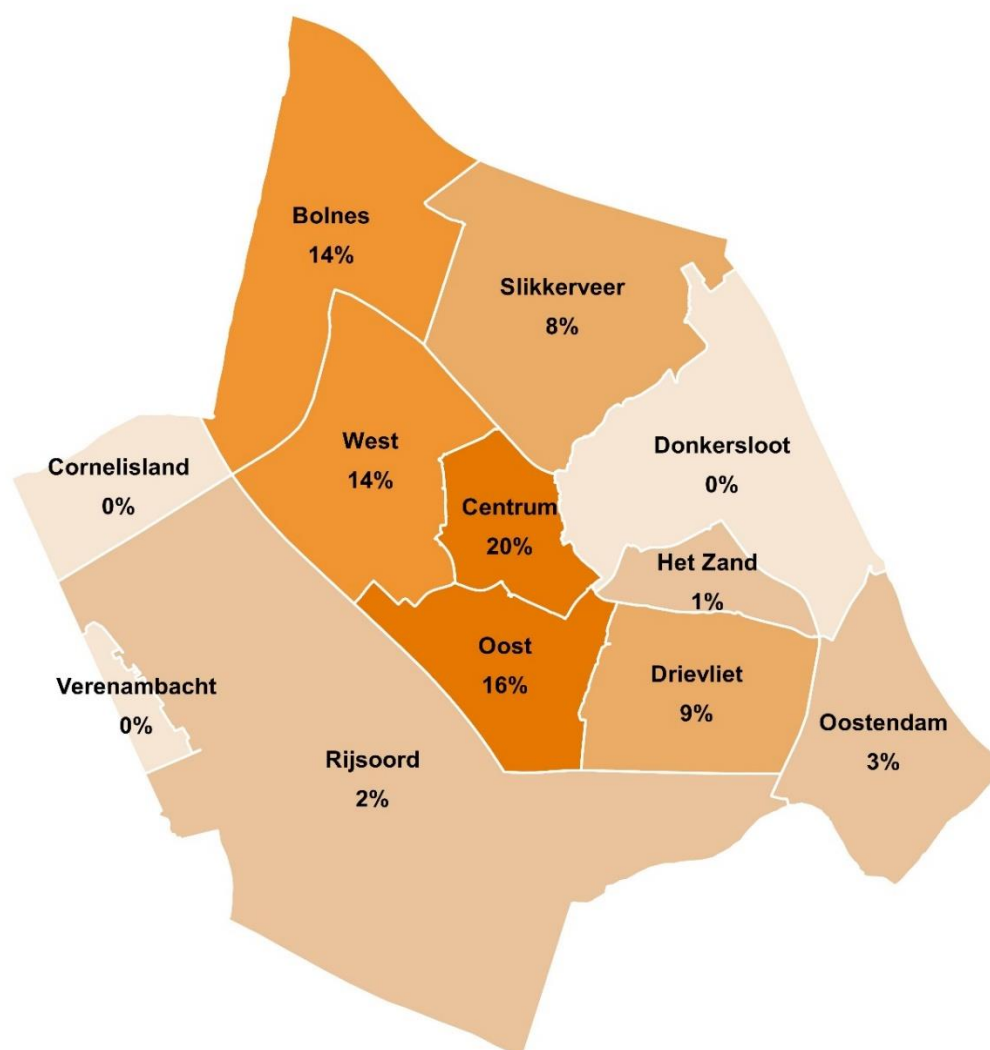 Bolnes
14%
Slikkerveer
8%
West
14%
Donkersloot
0%
Cornelisland
0%
Centrum
20%
Het Zand
1%
Oost
16%
Drievliet
9%
Verenambacht
0%
Oostendam
3%
Rijsoord
2%